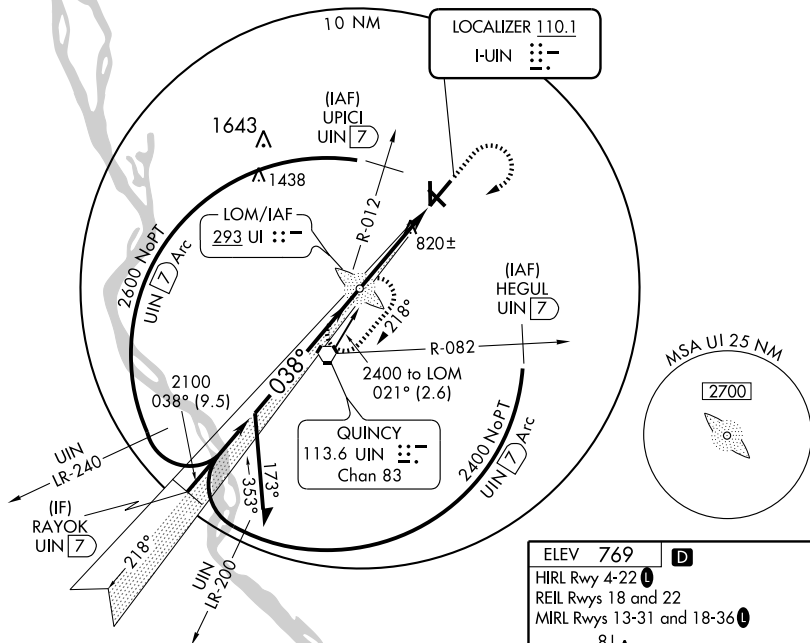 10 NM
LOCALIZER 110.1
I-UIN
(IAF)
UPICI
UIN 7
1643
1438
LOM/IAF
293 UI
R-012
820±
(IAF)
HEGUL
UIN 7
2600 NoPT
UIN 7 Arc
218°
R-082
MSA UI 25 NM
2700
038°
2400 to LOM
021° (2.6)
2100
038° (9.5)
QUINCY
113.6 UIN
Chan 83
2400 NoPT
UIN 7 Arc
UIN
LR-240
(IF)
RAYOK
UIN 7
173°
353°
218°
UIN
LR-200
ELEV 769 D
HIRL Rwy 4-22 L
REIL Rwys 18 and 22
MIRL Rwys 13-31 and 18-36 L